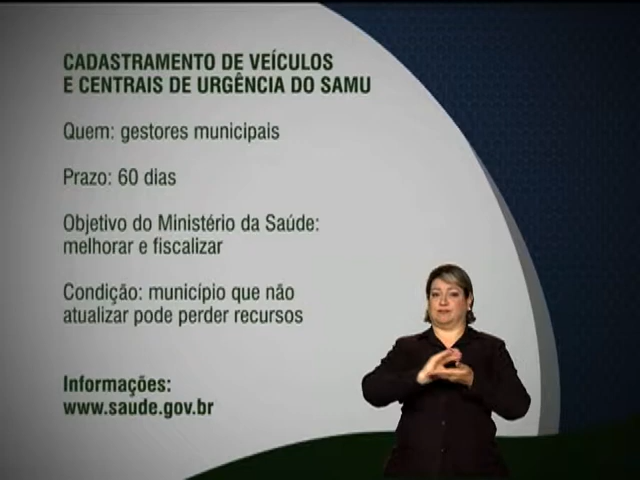 CADASTRAMENTO DE VEÍCULOS
E CENTRAIS DE URGÊNCIA DO SAMU
Quem: gestores municipais
Prazo: 60 dias
Objetivo do Ministério da Saúde:
melhorar e fiscalizar
Condição: município que não
atualizar pode perder recursos
Informações:
www.saude.gov.br